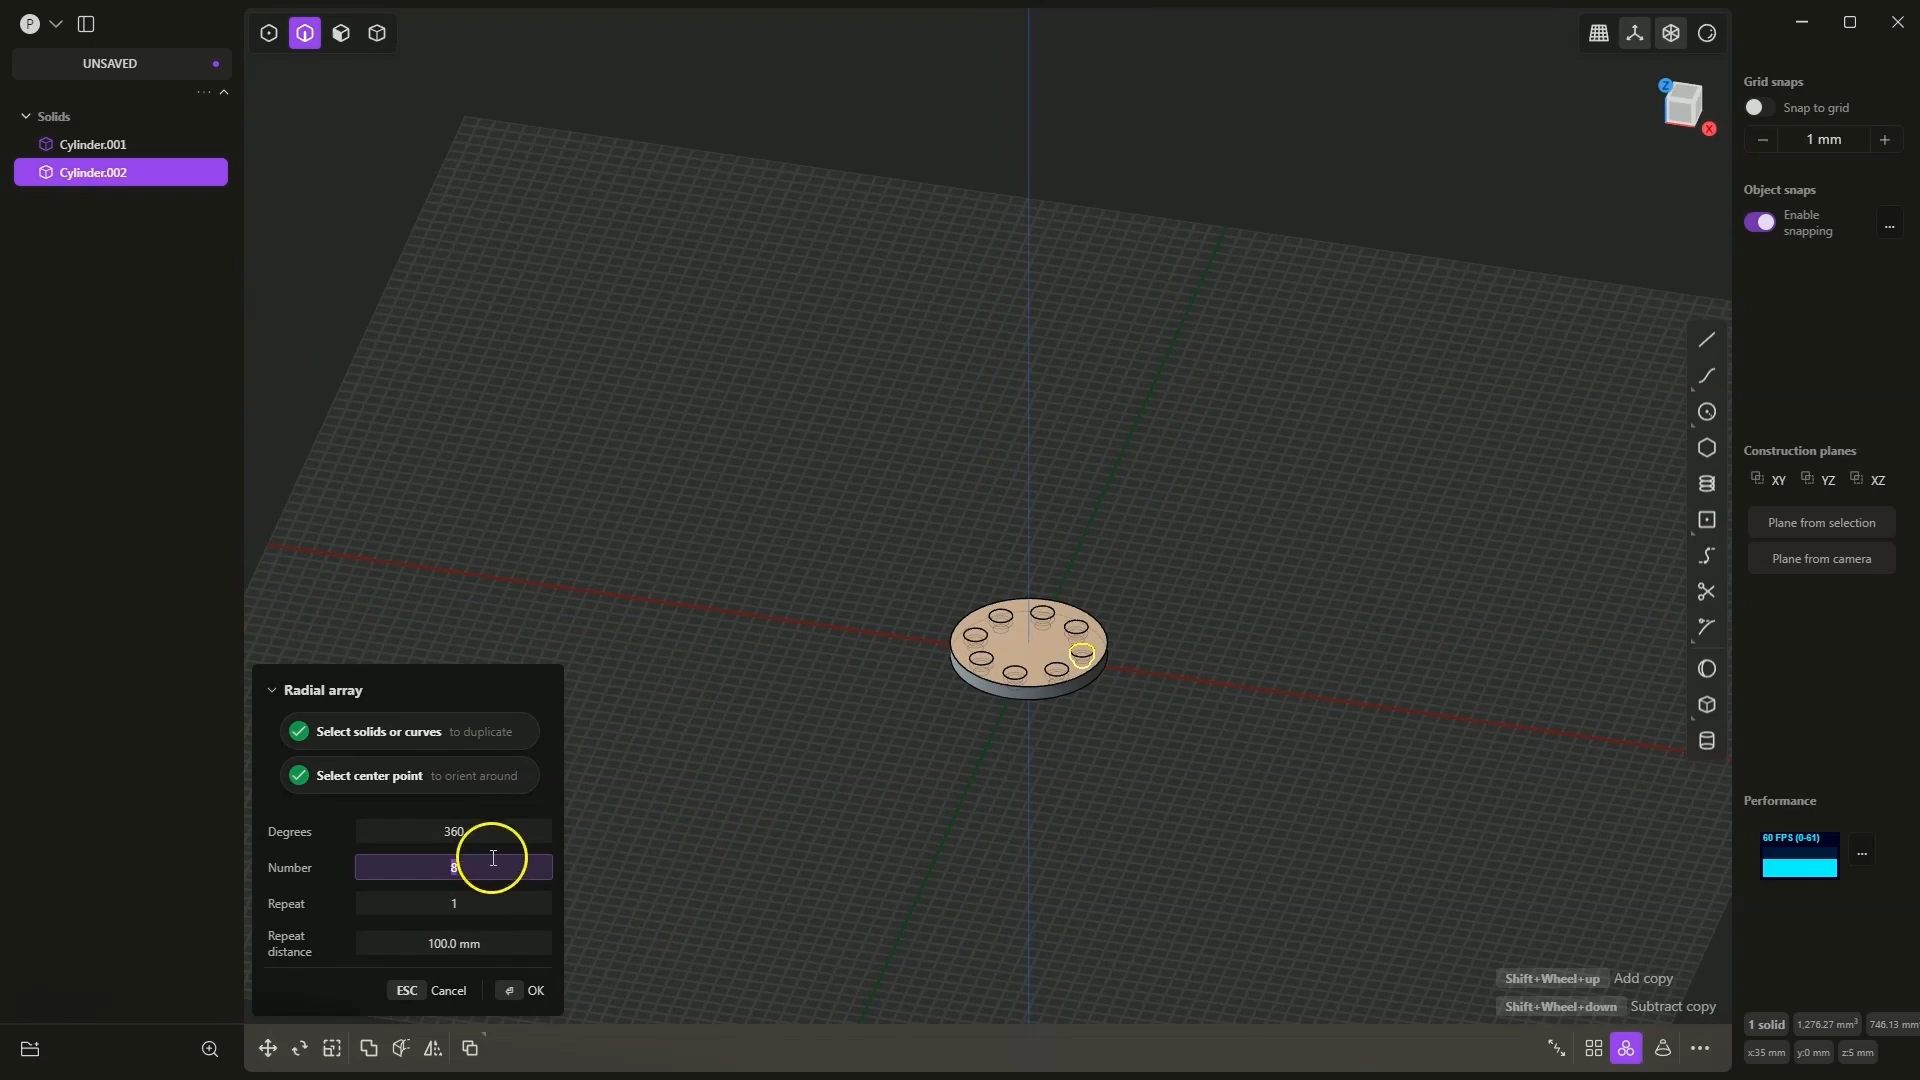 P
UNSAVED
...
Solids
Cylinder.001
Cylinder.002
Z
X
Grid snaps
Snap to grid
1 mm
Object snaps
Enable
snapping
...
Construction planes
XY YZ XZ
Plane from selection
Plane from camera
Performance
60 FPS (0-61)
...
Radial array
Select solids or curves to duplicate
Select center point to orient around
Degrees 360
Number 8
Repeat 1
Repeat
distance
100.0 mm
ESC Cancel OK
Shift+Wheel+up Add copy
Shift+Wheel+down Subtract copy
1 solid 1,276.27 mm³ 746.13 mm
x:35 mm y:0 mm z:5 mm